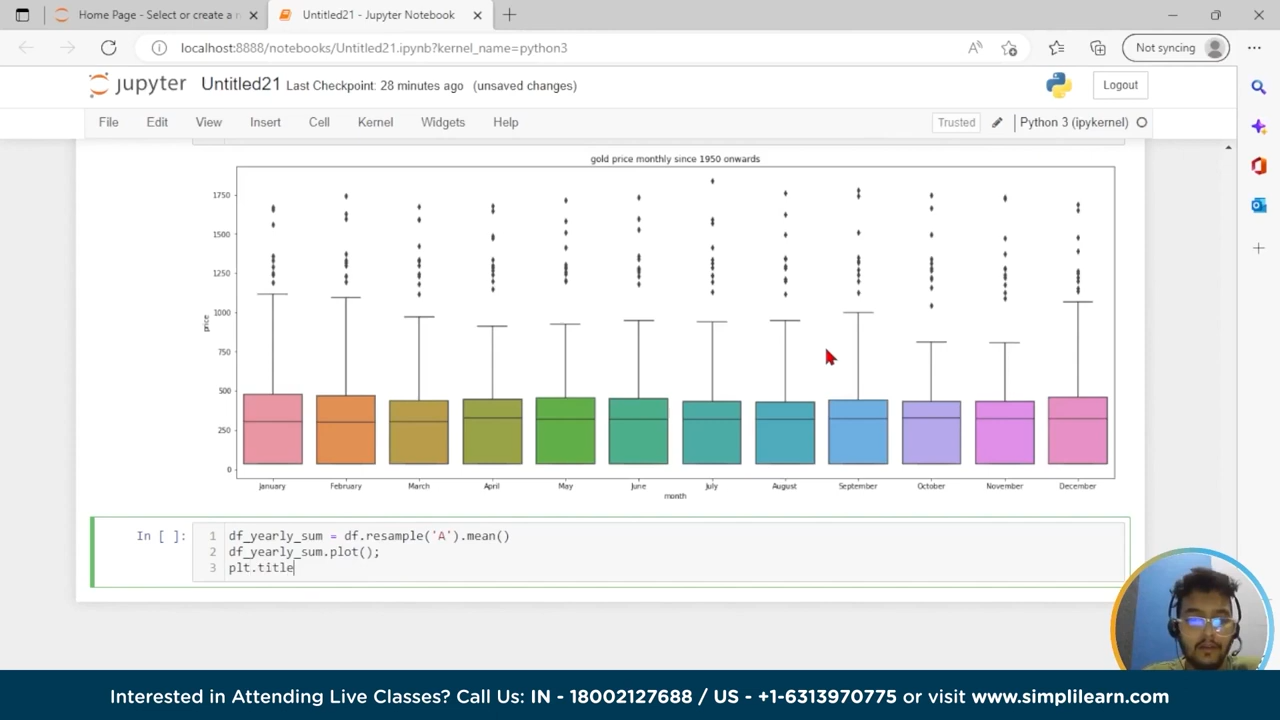 Home Page - Select or create a n
Untitled21 - Jupyter Notebook
localhost:8888/notebooks/Untitled21.ipynb?kernel_name=python3
Not syncing
jupyter Untitled21 Last Checkpoint: 28 minutes ago (unsaved changes)
Logout
File Edit View Insert Cell Kernel Widgets Help
Trusted
Python 3 (ipykernel)
gold price monthly since 1950 onwards
1750
1500
1250
1000
750
500
250
0
price
January February March April May June July August September October November December
month
In [ ]:
1 df_yearly_sum = df.resample('A').mean()
2 df_yearly_sum.plot();
3 plt.title
Interested in Attending Live Classes? Call Us: IN - 18002127688 / US - +1-6313970775 or visit www.simplilearn.com